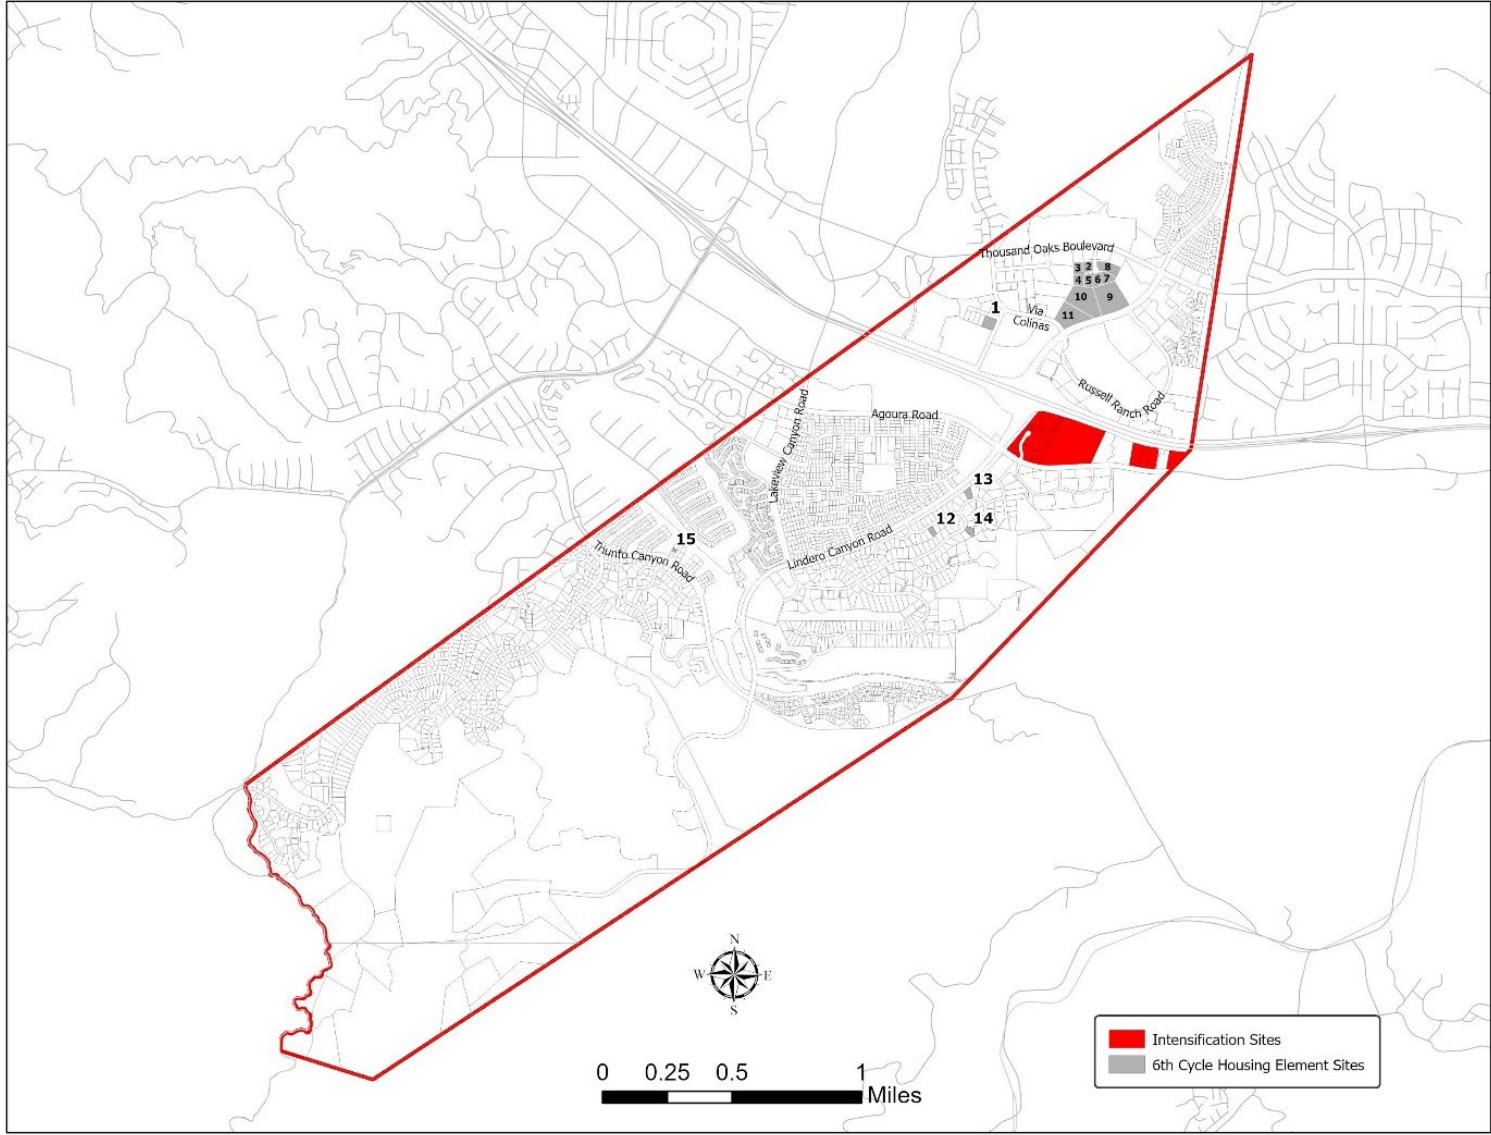 Thousand Oaks Boulevard
3 2 8
4 5 6 7
10 9
11
1
Via
Colinas
Russell Ranch Road
Agoura Road
Lakeview Canyon Road
13
12 14
Lindero Canyon Road
15
Triunfo Canyon Road
N
W E
S
Intensification Sites
6th Cycle Housing Element Sites
0 0.25 0.5 1
Miles